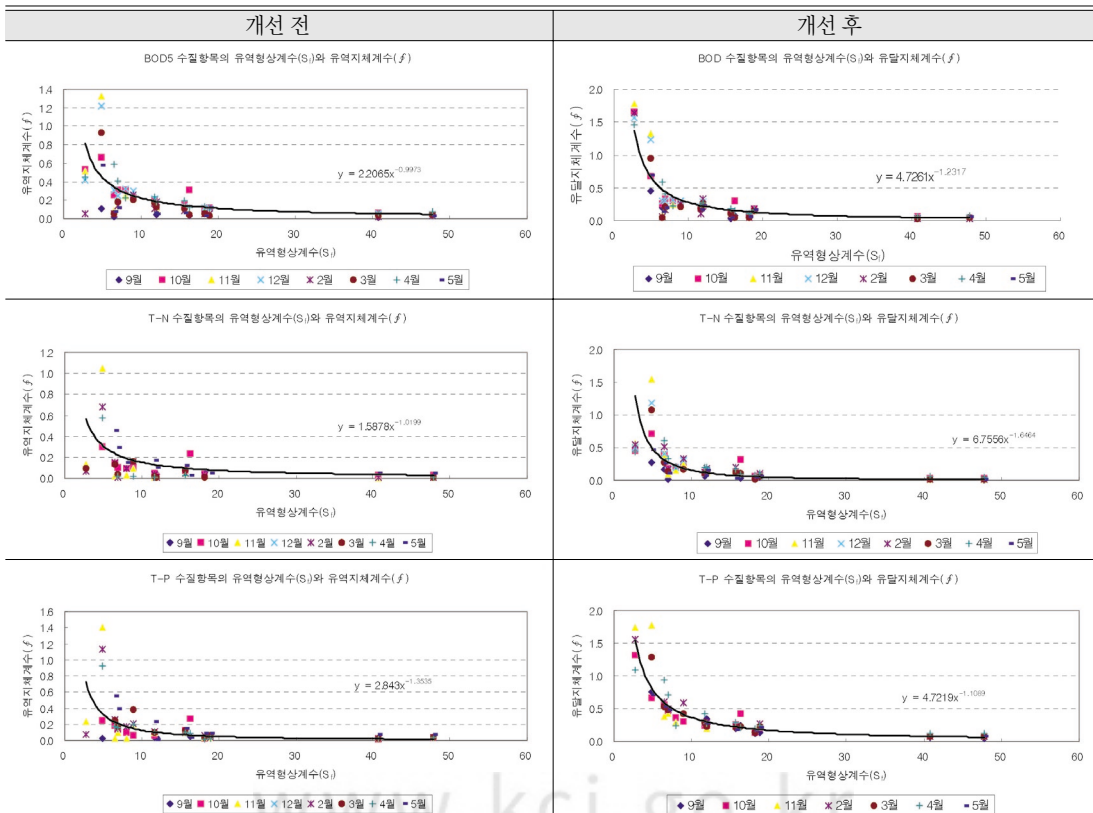 개선 전
개선 후
BOD5 수질항목의 유역형상계수(Sf)와 유역지체계수(f)
유역지체계수(f)
1.4
1.2
1.0
0.8
0.6
0.4
0.2
0.0
y = 2.2065x-0.9973
0 10 20 30 40 50 60
유역형상계수(Sf)
9월 10월 11월 12월 2월 3월 4월 5월
BOD 수질항목의 유역형상계수(Sf)와 유달지체계수(f)
유달지체계수(f)
2.0
1.5
1.0
0.5
0.0
y = 4.7261x-1.2317
0 10 20 30 40 50 60
유역형상계수(Sf)
9월 10월 11월 12월 2월 3월 4월 5월
T-N 수질항목의 유역형상계수(Sf)와 유역지체계수(f)
유역지체계수(f)
1.2
1.0
0.8
0.6
0.4
0.2
0.0
y = 1.5878x-1.0199
0 10 20 30 40 50 60
유역형상계수(Sf)
9월 10월 11월 12월 2월 3월 4월 5월
T-N 수질항목의 유역형상계수(Sf)와 유달지체계수(f)
유달지체계수(f)
2.0
1.5
1.0
0.5
0.0
y = 6.7556x-1.6464
0 10 20 30 40 50 60
유역형상계수(Sf)
9월 10월 11월 12월 2월 3월 4월 5월
T-P 수질항목의 유역형상계수(Sf)와 유역지체계수(f)
유역지체계수(f)
1.6
1.4
1.2
1.0
0.8
0.6
0.4
0.2
0.0
y = 2.843x-1.3535
0 10 20 30 40 50 60
유역형상계수(Sf)
9월 10월 11월 12월 2월 3월 4월 5월
T-P 수질항목의 유역형상계수(Sf)와 유달지체계수(f)
유달지체계수(f)
2.0
1.5
1.0
0.5
0.0
y = 4.7219x-1.1089
0 10 20 30 40 50 60
유역형상계수(Sf)
9월 10월 11월 2월 3월 4월 5월
www.kci.go.kr